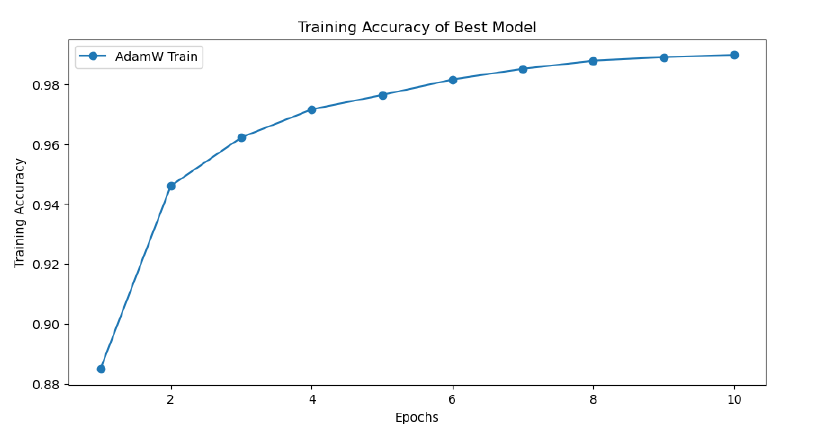 Training Accuracy of Best Model
AdamW Train
Training Accuracy
0.98
0.96
0.94
0.92
0.90
0.88
2 4 6 8 10
Epochs